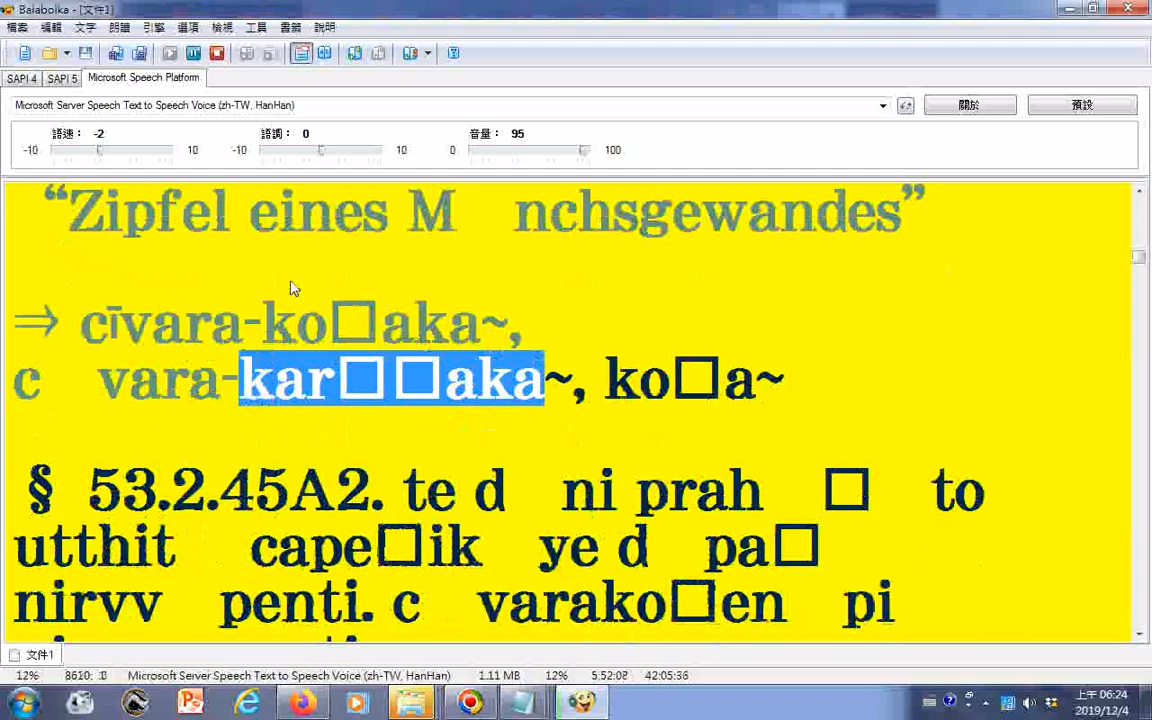 Balabolka - [文件1]
檔案 編輯 文字 朗讀 引擎 選項 檢視 工具 書籤 說明
SAPI 4 SAPI 5 Microsoft Speech Platform
Microsoft Server Speech Text to Speech Voice (zh-TW, HanHan) 關於 預設
語速： -2 語調： 0 音量： 95
-10 10 -10 10 0 100
“Zipfel eines M nchsgewandes”
⇒ cīvara-ko□aka~,
c vara-kar□□aka~, ko□a~
§ 53.2.45A2. te d ni prah □ to
utthit cape□ik ye d pa□
nirvv penti. c varako□en pi
文件1
12% Microsoft Server Speech Text to Speech Voice (zh-TW, HanHan) 1.11 MB 12% 42:05:36
上午 06:24
2019/12/4